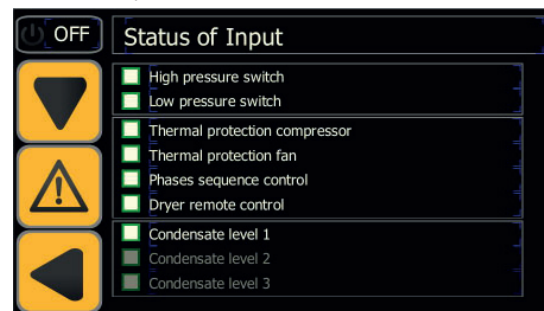 OFF
Status of Input
High pressure switch
Low pressure switch
Thermal protection compressor
Thermal protection fan
Phases sequence control
Dryer remote control
Condensate level 1
Condensate level 2
Condensate level 3